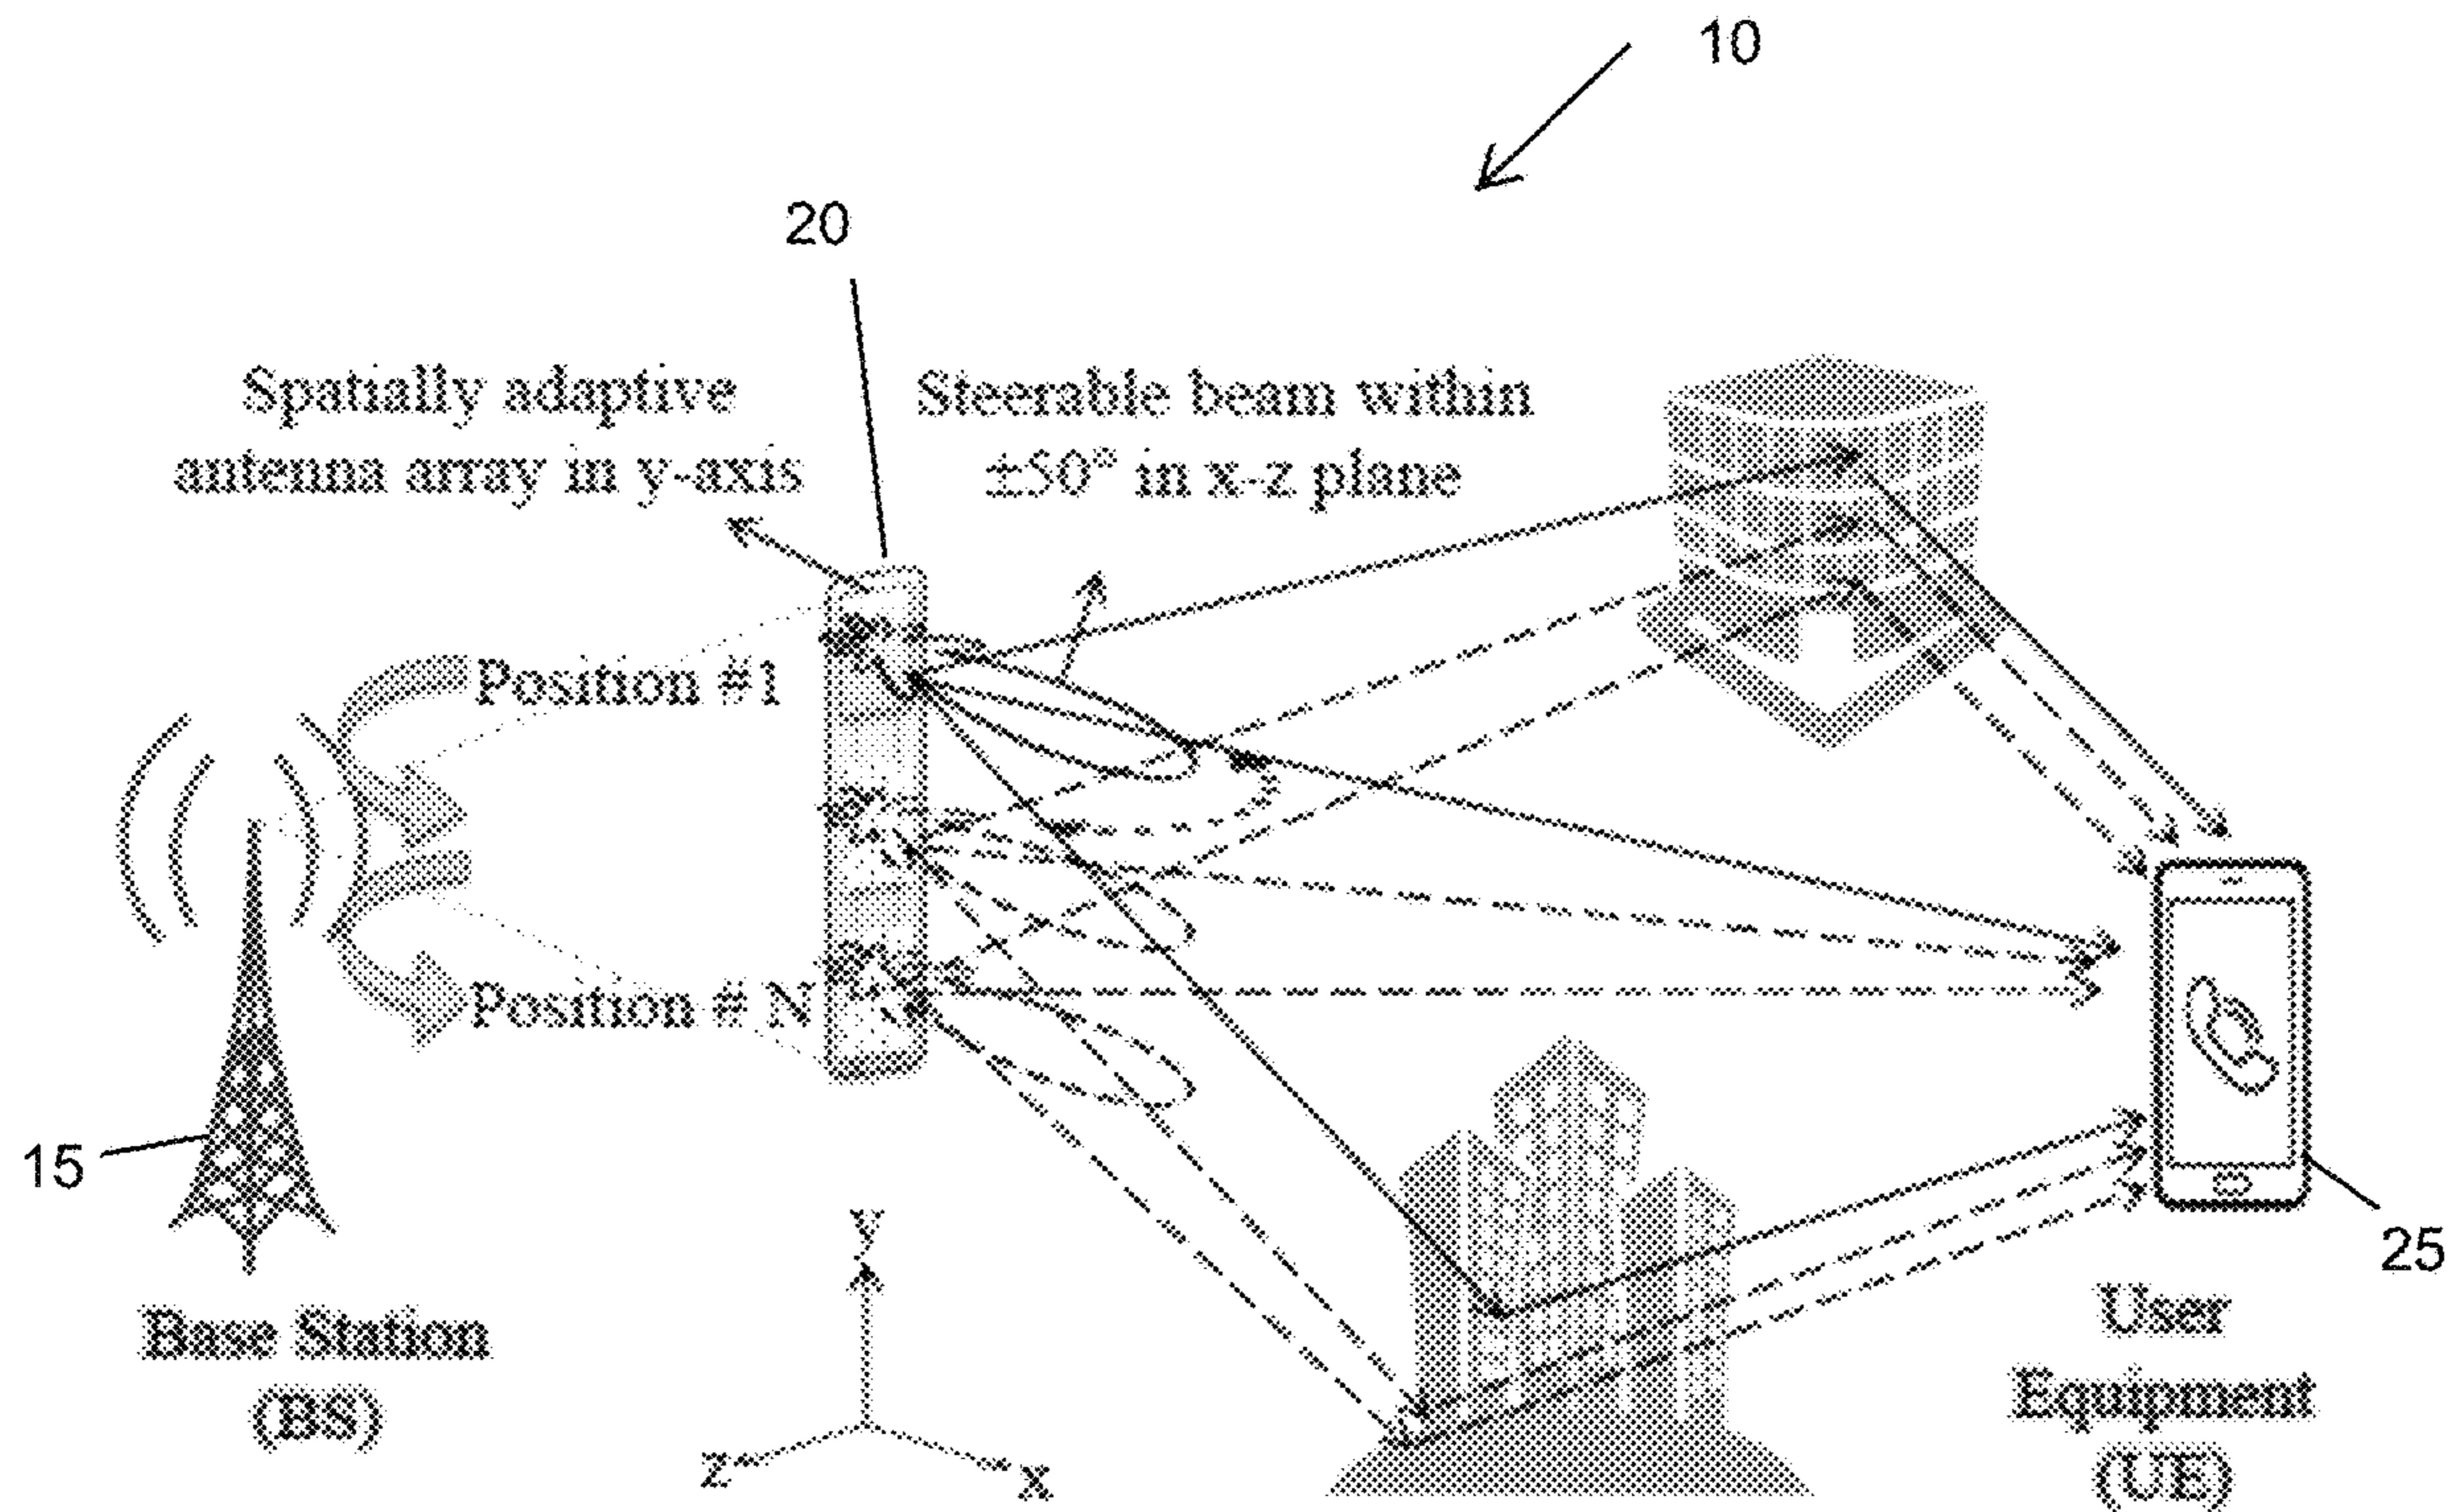 10
20
Spatially adaptive
antenna array in y-axis
Steerable beam within
±50° in x-z plane
Position #1
Position # N
15
25
y
z
x
Base Station
(BS)
User
Equipment
(UE)